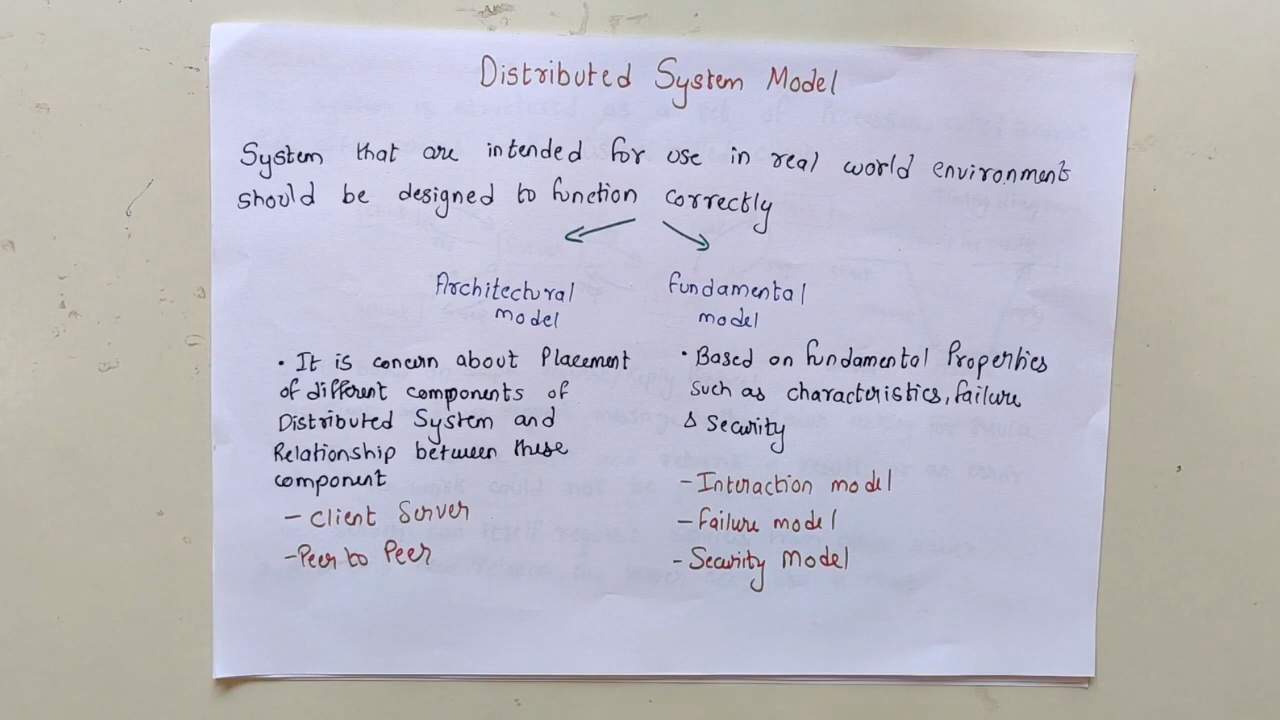 Distributed System Model
System that are intended for use in real world environment
should be designed to function correctly
Architectural
model
Fundamental
model
• It is concern about Placement
of different components of
Distributed System and
Relationship between these
component
- Client Server
- Peer to Peer
• Based on fundamental Properties
such as characteristics, failure
& Security
- Interaction model
- Failure model
- Security Model